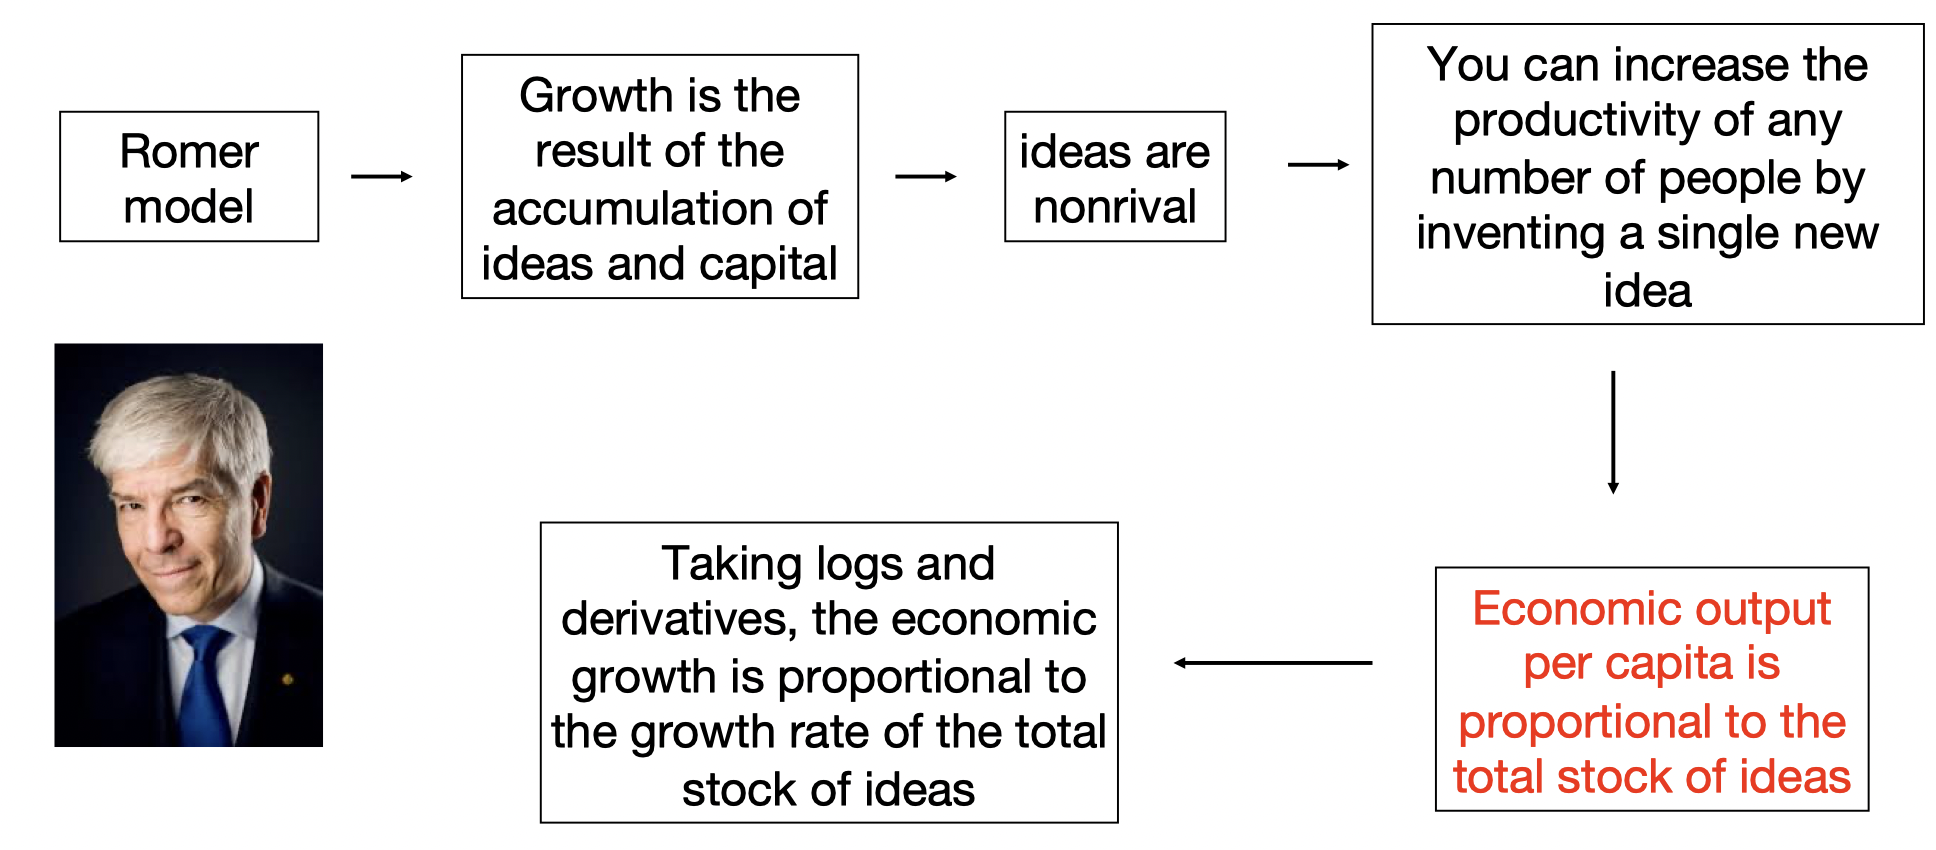 Romer
model
Growth is the
result of the
accumulation of
ideas and capital
ideas are
nonrival
You can increase the
productivity of any
number of people by
inventing a single new
idea
Economic output
per capita is
proportional to the
total stock of ideas
Taking logs and
derivatives, the economic
growth is proportional to
the growth rate of the total
stock of ideas